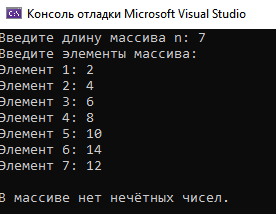 Консоль отладки Microsoft Visual Studio
Введите длину массива n: 7
Введите элементы массива:
Элемент 1: 2
Элемент 2: 4
Элемент 3: 6
Элемент 4: 8
Элемент 5: 10
Элемент 6: 14
Элемент 7: 12
В массиве нет нечётных чисел.